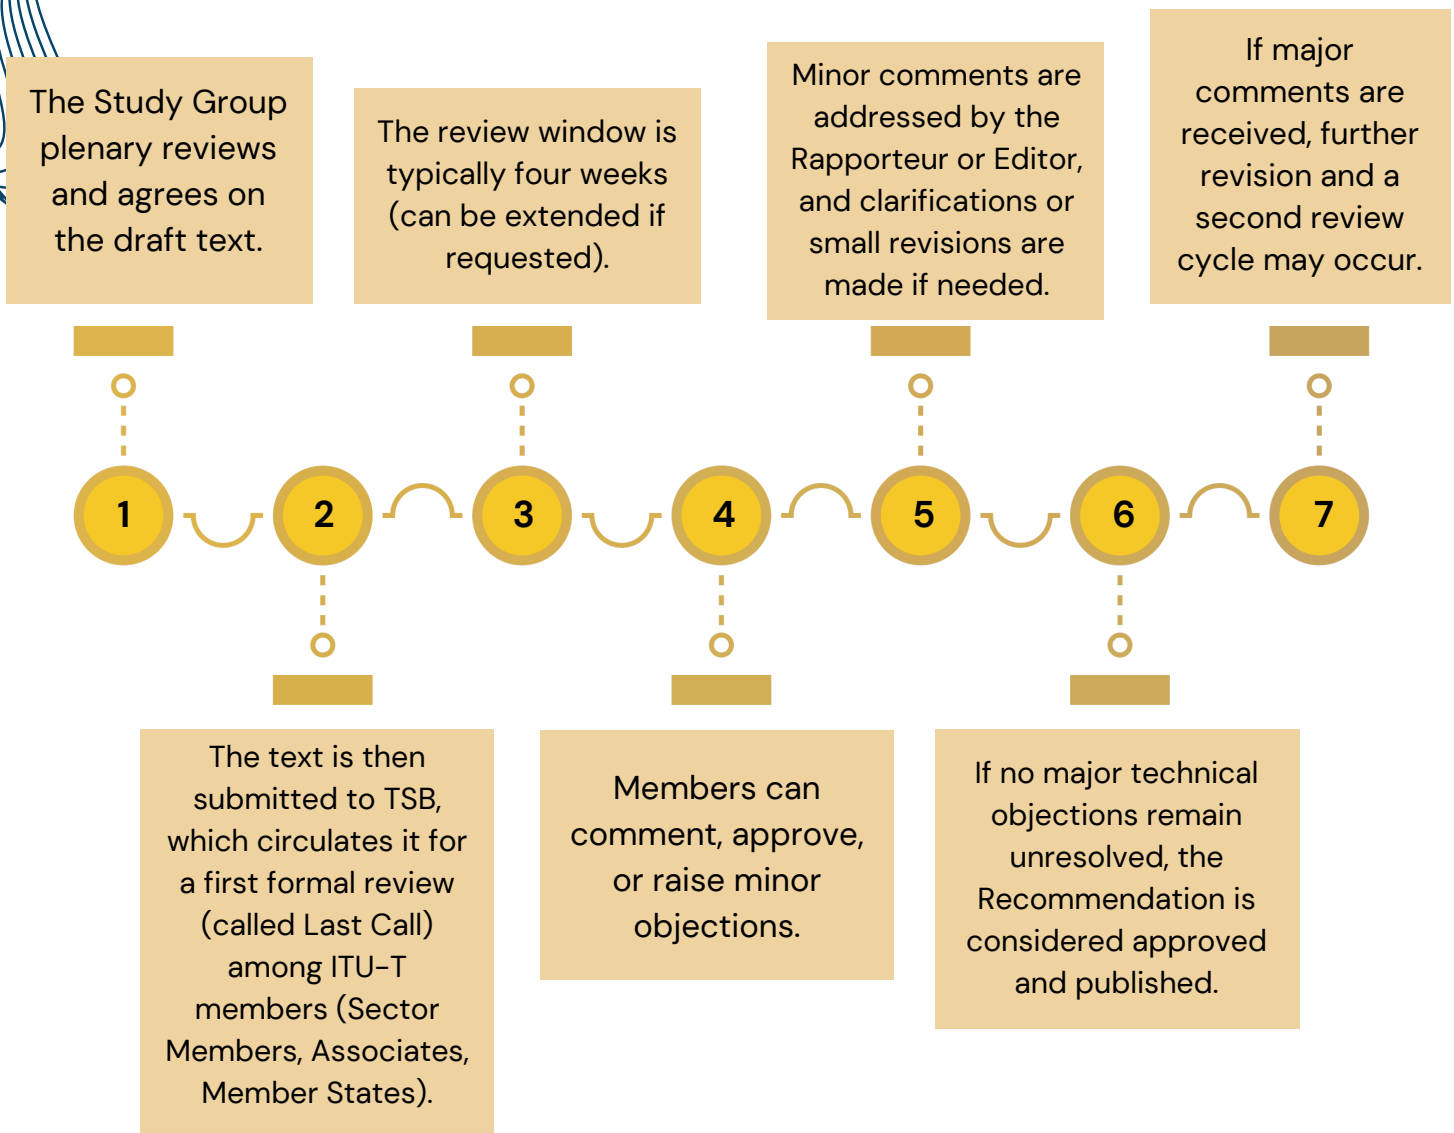 The Study Group
plenary reviews
and agrees on
the draft text.
The review window is
typically four weeks
(can be extended if
requested).
Minor comments are
addressed by the
Rapporteur or Editor,
and clarifications or
small revisions are
made if needed.
If major
comments are
received, further
revision and a
second review
cycle may occur.
1
2
3
4
5
6
7
The text is then
submitted to TSB,
which circulates it for
a first formal review
(called Last Call)
among ITU-T
members (Sector
Members, Associates,
Member States).
Members can
comment, approve,
or raise minor
objections.
If no major technical
objections remain
unresolved, the
Recommendation is
considered approved
and published.